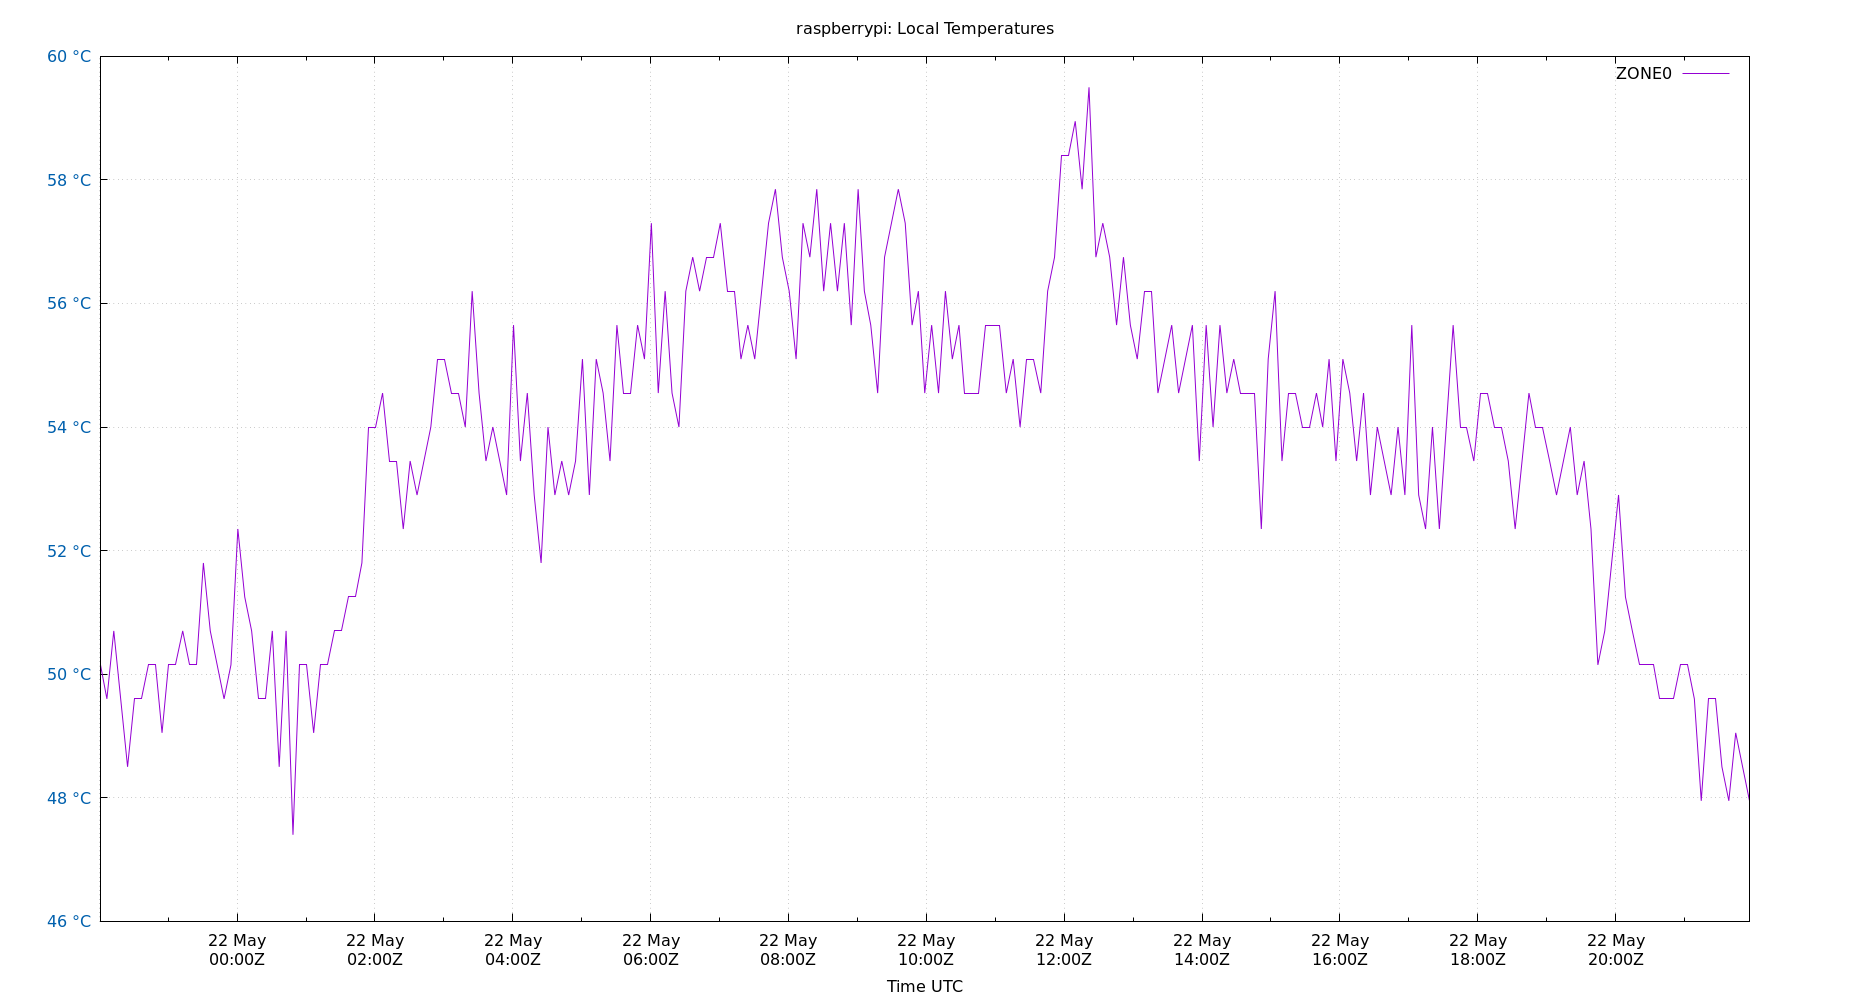 raspberrypi: Local Temperatures
60 °C
ZONE0
58 °C
56 °C
54 °C
52 °C
50 °C
48 °C
46 °C
22 May 22 May 22 May 22 May 22 May 22 May 22 May 22 May 22 May 22 May 22 May
00:00Z 02:00Z 04:00Z 06:00Z 08:00Z 10:00Z 12:00Z 14:00Z 16:00Z 18:00Z 20:00Z
Time UTC